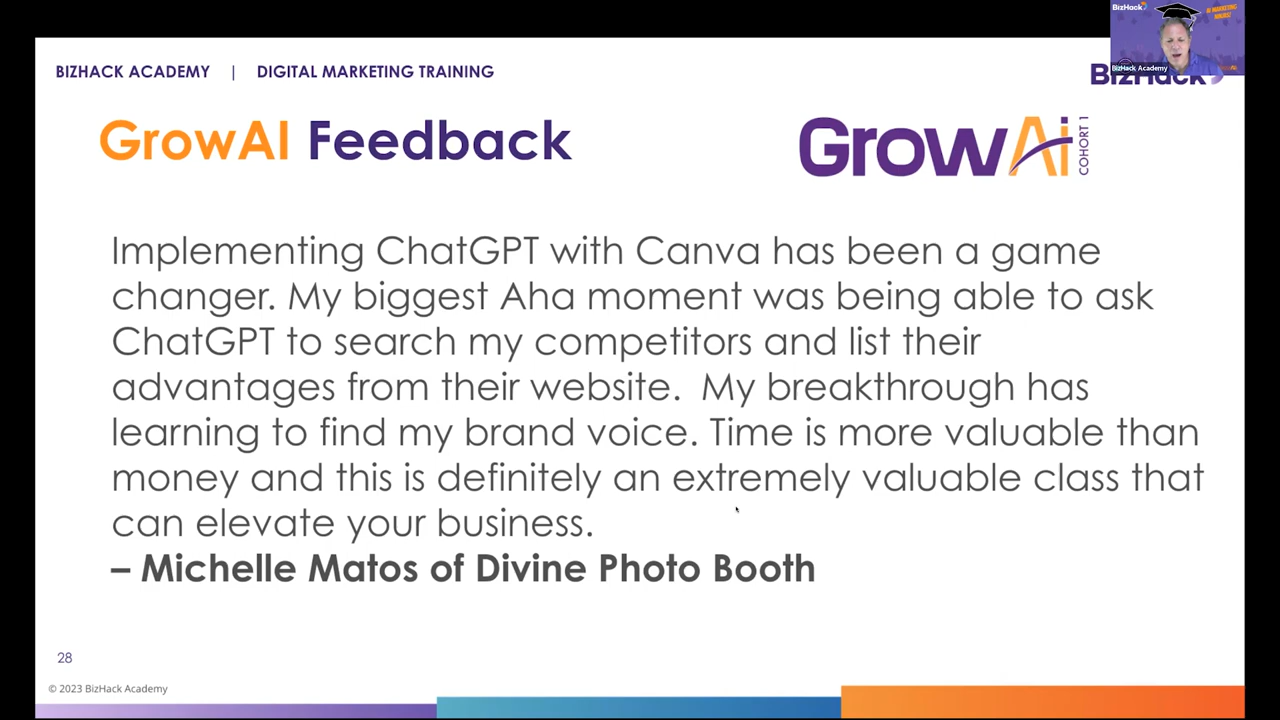 BIZHACK ACADEMY | DIGITAL MARKETING TRAINING
BizHack
BizHack Academy
BizHack
GrowAI Feedback
GrowAi
COHORT 1
Implementing ChatGPT with Canva has been a game
changer. My biggest Aha moment was being able to ask
ChatGPT to search my competitors and list their
advantages from their website.  My breakthrough has
learning to find my brand voice. Time is more valuable than
money and this is definitely an extremely valuable class that
can elevate your business.
– Michelle Matos of Divine Photo Booth
28
© 2023 BizHack Academy